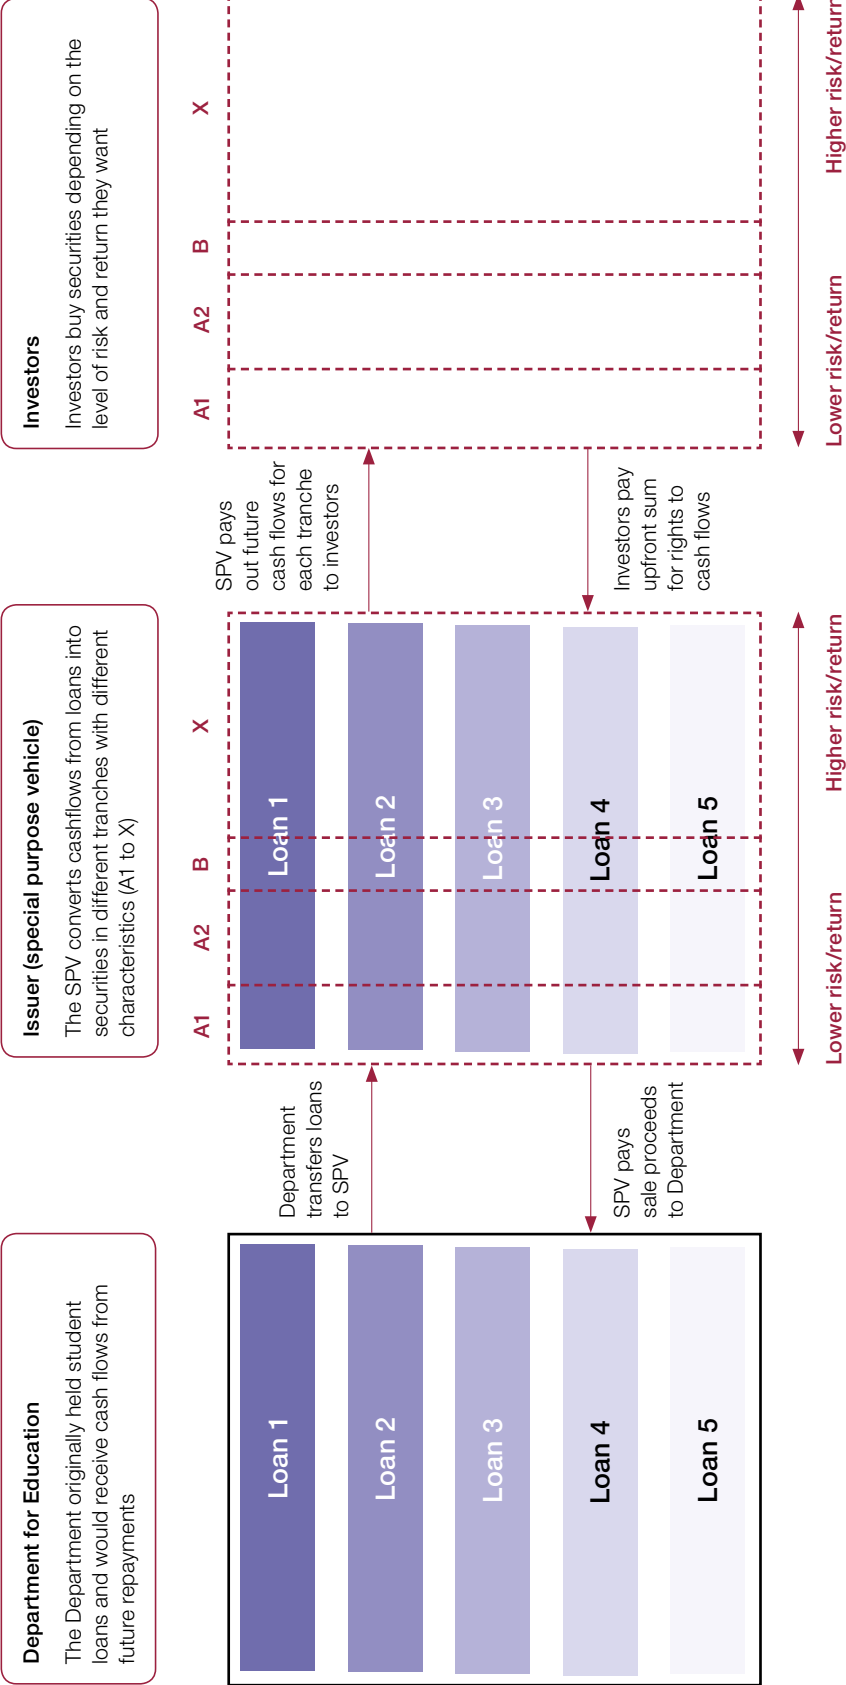 Department for Education
The Department originally held student
loans and would receive cash flows from
future repayments
Loan 1
Loan 2
Loan 3
Loan 4
Loan 5
Department
transfers loans
to SPV
SPV pays
sale proceeds
to Department
Issuer (special purpose vehicle)
The SPV converts cashflows from loans into
securities in different tranches with different
characteristics (A1 to X)
A1
A2
B
X
Loan 1
Loan 2
Loan 3
Loan 4
Loan 5
Lower risk/return
Higher risk/return
SPV pays
out future
cash flows for
each tranche
to investors
Investors pay
upfront sum
for rights to
cash flows
Investors
Investors buy securities depending on the
level of risk and return they want
A1
A2
B
X
Lower risk/return
Higher risk/return